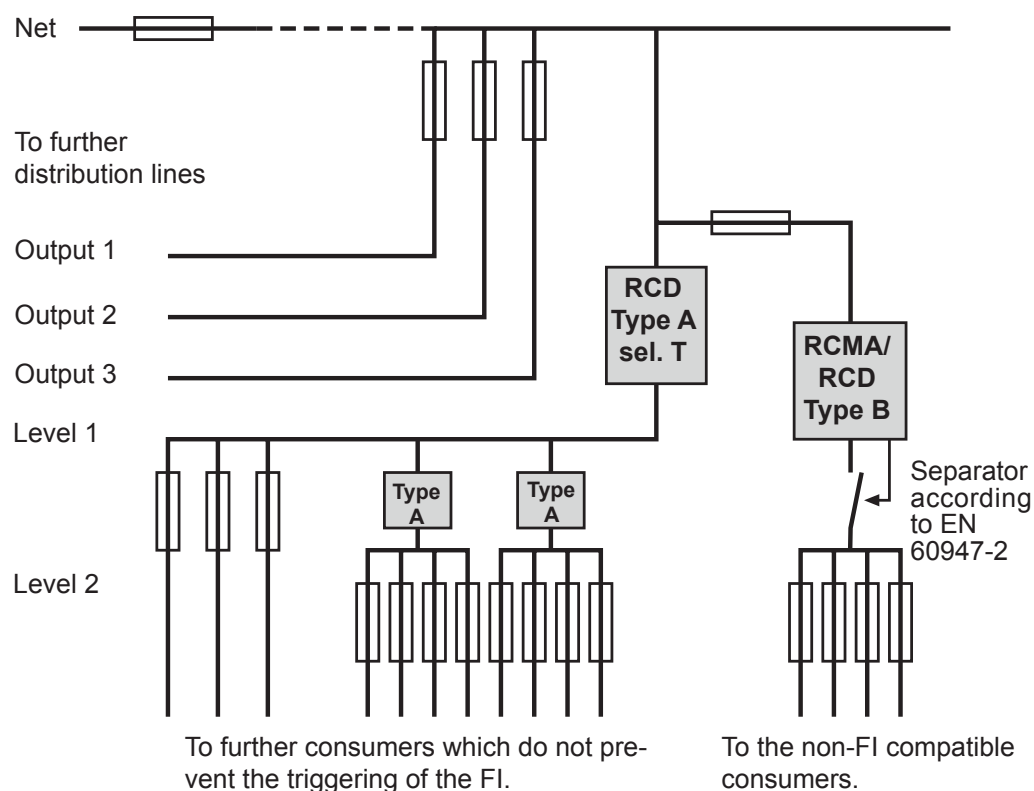 Net
To further
distribution lines
Output 1
Output 2
Output 3
Level 1
Level 2
RCD
Type A
sel. T
RCMA/
RCD
Type B
Type
A
Type
A
Separator
according
to EN
60947-2
To further consumers which do not pre-
vent the triggering of the FI.
To the non-FI compatible
consumers.